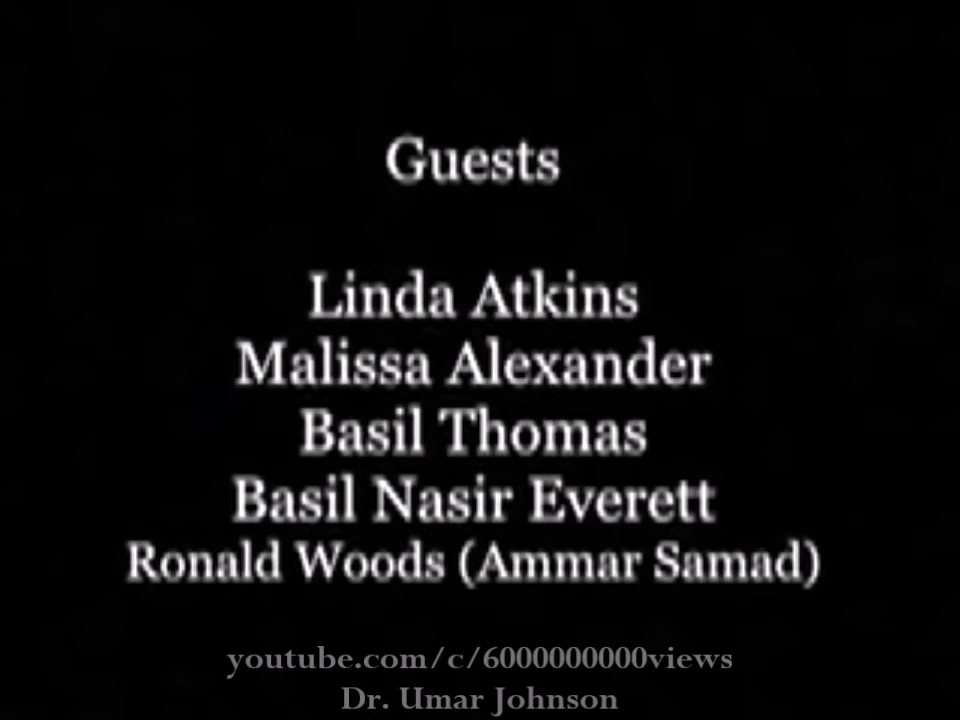 Guests
Linda Atkins
Malissa Alexander
Basil Thomas
Basil Nasir Everett
Ronald Woods (Ammar Samad)
youtube.com/c/6000000000views
Dr. Umar Johnson